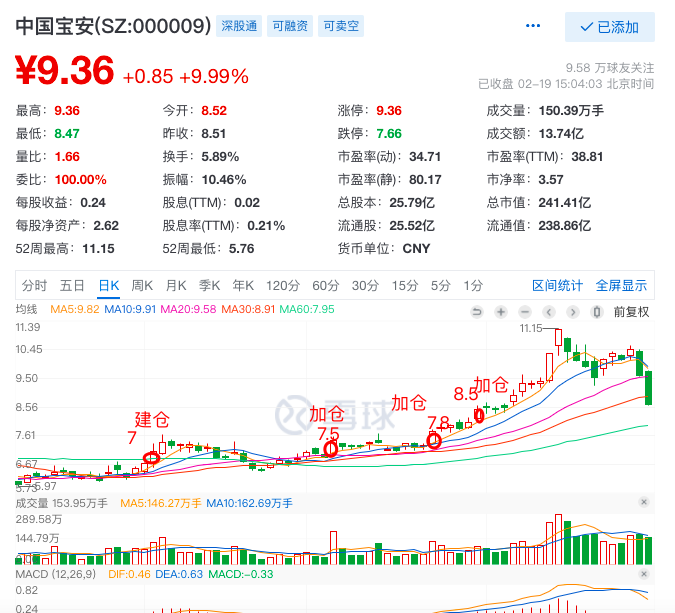 中国宝安(SZ:000009) 深股通 可融资 可卖空 ••• ✓ 已添加
¥9.36 +0.85 +9.99%
9.58 万球友关注
已收盘 02-19 15:04:03 北京时间
最高: 9.36 今开: 8.52 涨停: 9.36 成交量: 150.39万手
最低: 8.47 昨收: 8.51 跌停: 7.66 成交额: 13.74亿
量比: 1.66 换手: 5.89% 市盈率(动): 34.71 市盈率(TTM): 38.81
委比: 100.00% 振幅: 10.46% 市盈率(静): 80.17 市净率: 3.57
每股收益: 0.24 股息(TTM): 0.02 总股本: 25.79亿 总市值: 241.41亿
每股净资产: 2.62 股息率(TTM): 0.21% 流通股: 25.52亿 流通值: 238.86亿
52周最高: 11.15 52周最低: 5.76 货币单位: CNY
分时 五日 日K 周K 月K 季K 年K 120分 60分 30分 15分 5分 1分 区间统计 全屏显示
均线 MA5:9.82 MA10:9.91 MA20:9.58 MA30:8.91 MA60:7.95 前复权
11.39
11.15
10.45
9.50
8.5 加仓
8.56
加仓
加仓
雪球
建仓
7.8
7.61
7
7.5
6.67
5.73
5.97
成交量 153.95万手 MA5:146.27万手 MA10:162.69万手
289.58万
144.79万
MACD (12,26,9) DIF:0.46 DEA:0.63 MACD:-0.33
0.82
0.24